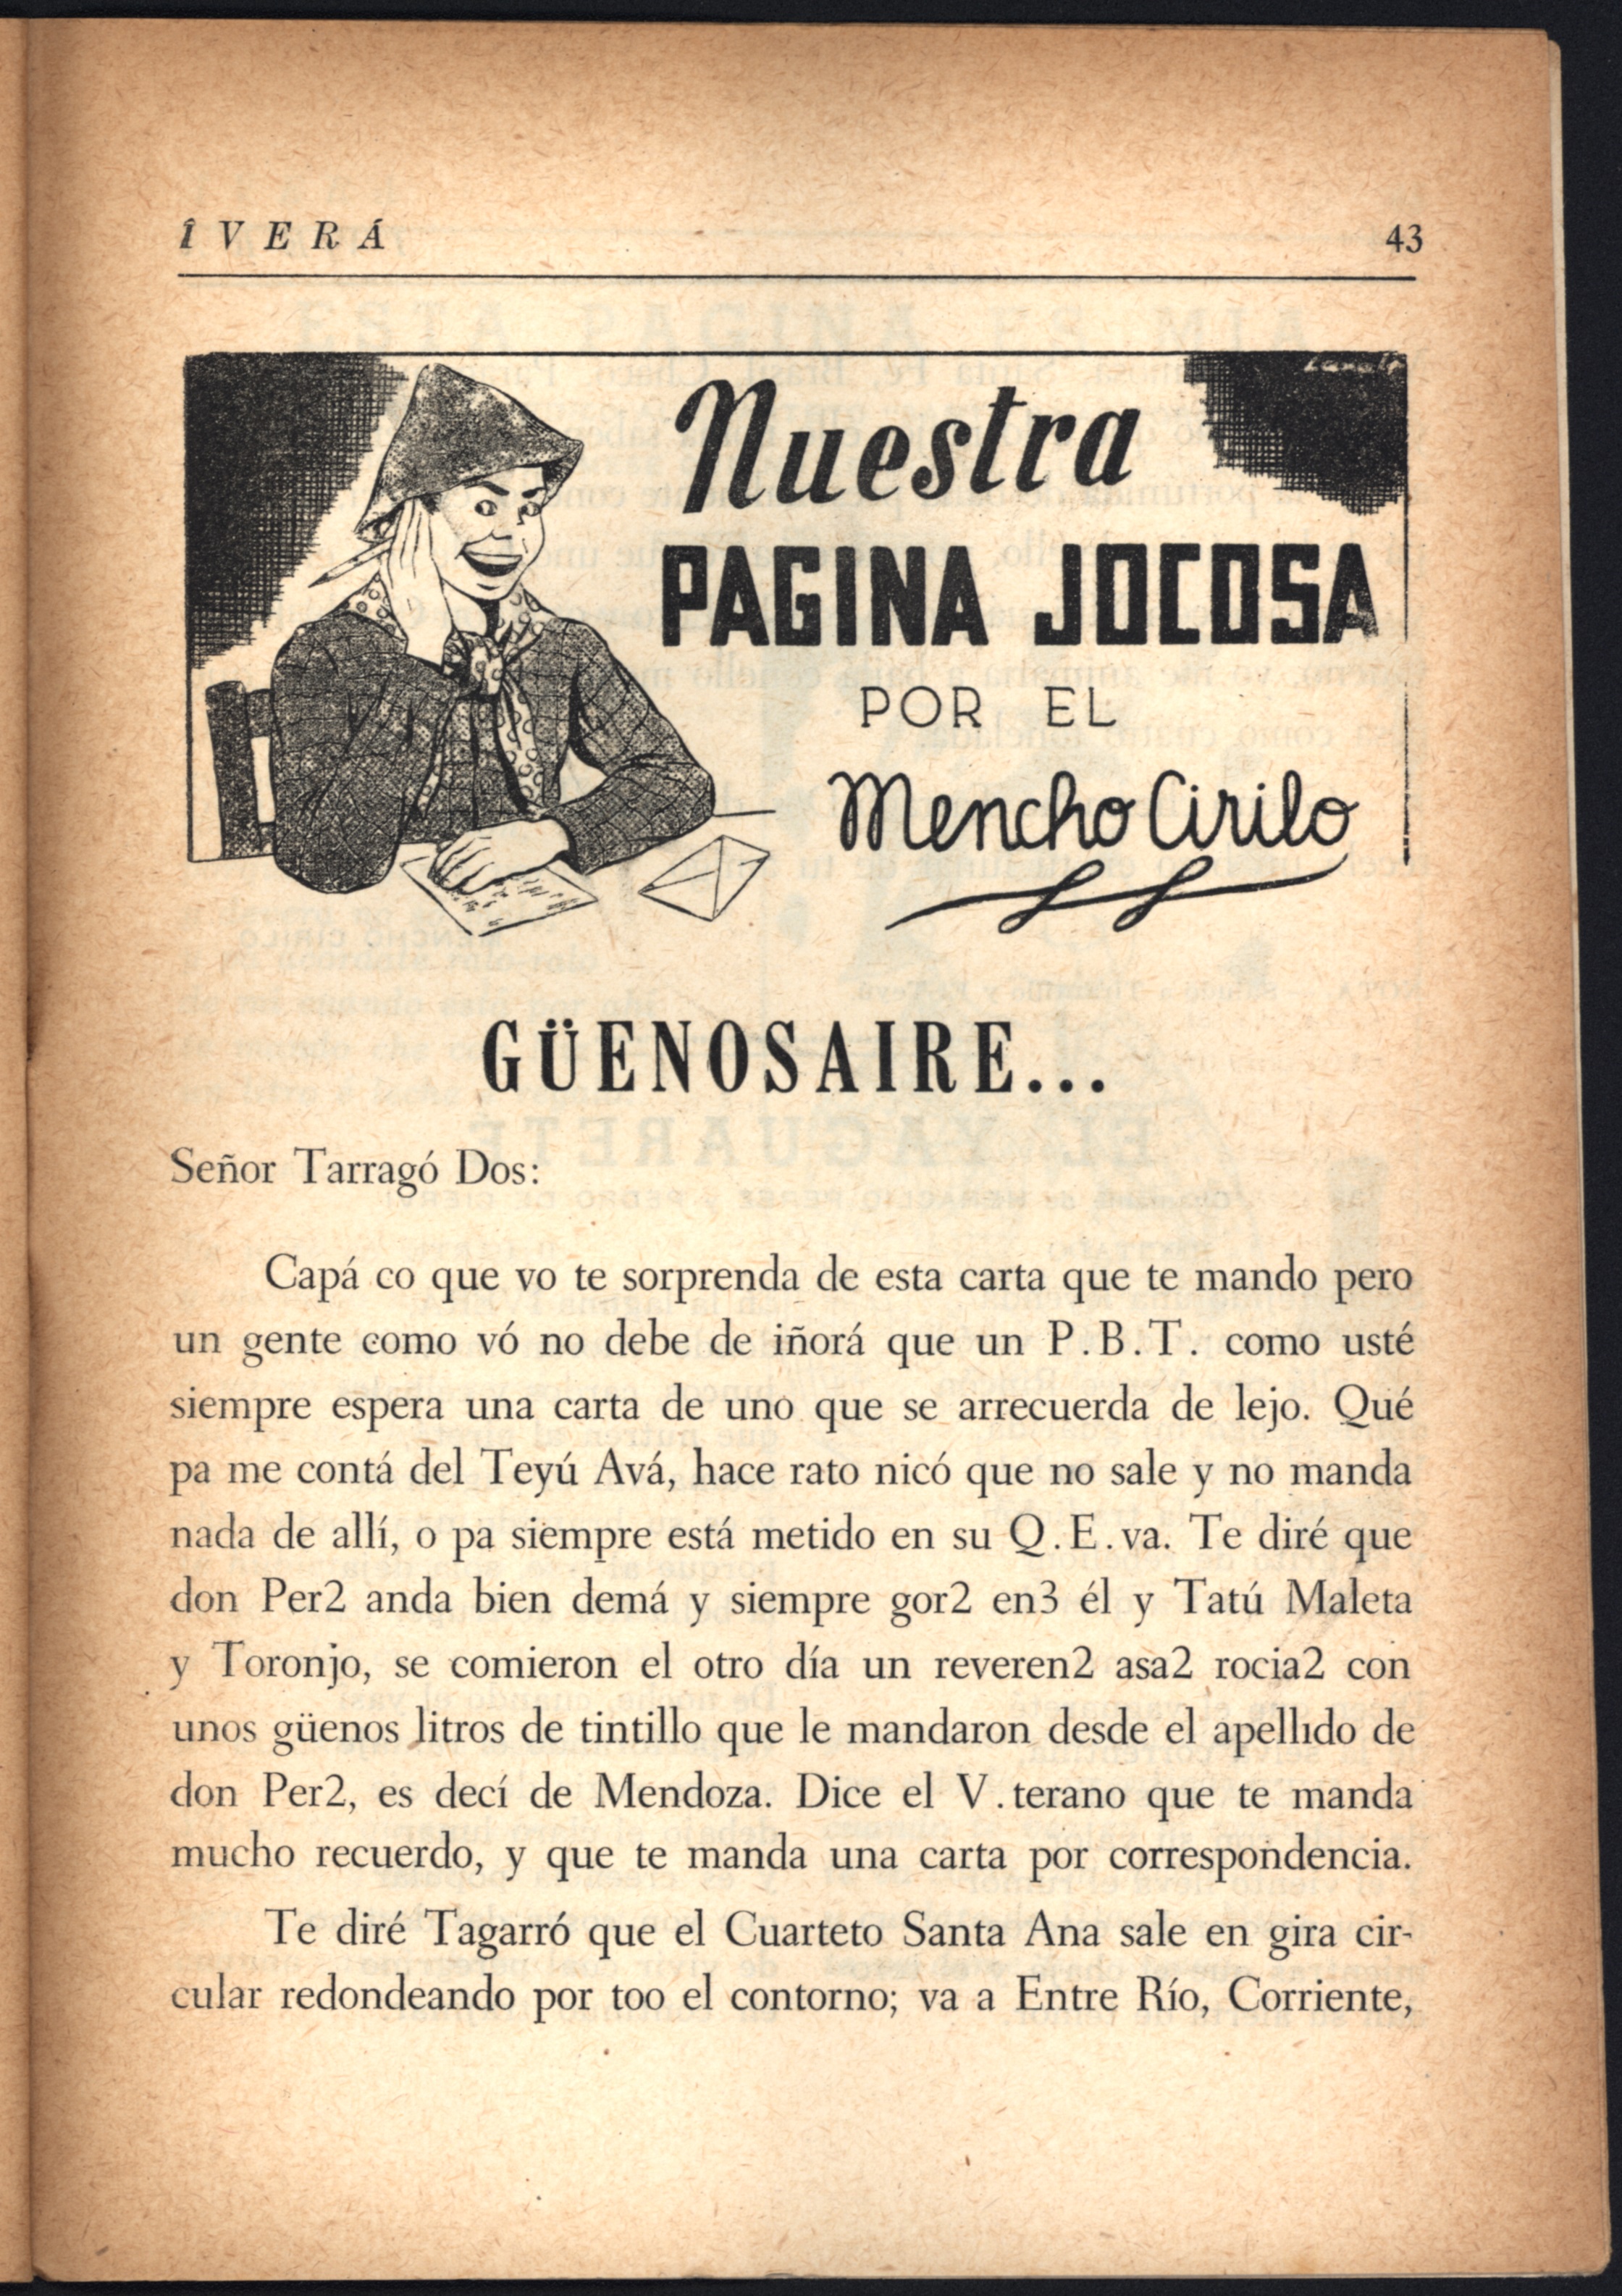 ÎVERÁ 43
Nuestra
PAGINA JOCOSA
POR EL
Mencho Cirilo
GÜENOSAIRE...
Señor Tarragó Dos:
Capá co que vo te sorprenda de esta carta que te mando pero
un gente como vó no debe de iñorá que un P.B.T. como usté
siempre espera una carta de uno que se arrecuerda de lejo. Qué
pa me contá del Teyú Avá, hace rato nicó que no sale y no manda
nada de allí, o pa siempre está metido en su Q.E.va. Te diré que
don Per2 anda bien demá y siempre gor2 en3 él y Tatú Maleta
y Toronjo, se comieron el otro día un reveren2 asa2 rocia2 con
unos güenos litros de tintillo que le mandaron desde el apellido de
don Per2, es decí de Mendoza. Dice el V.terano que te manda
mucho recuerdo, y que te manda una carta por correspondencia.
Te diré Tagarró que el Cuarteto Santa Ana sale en gira cir-
cular redondeando por too el contorno; va a Entre Río, Corriente,